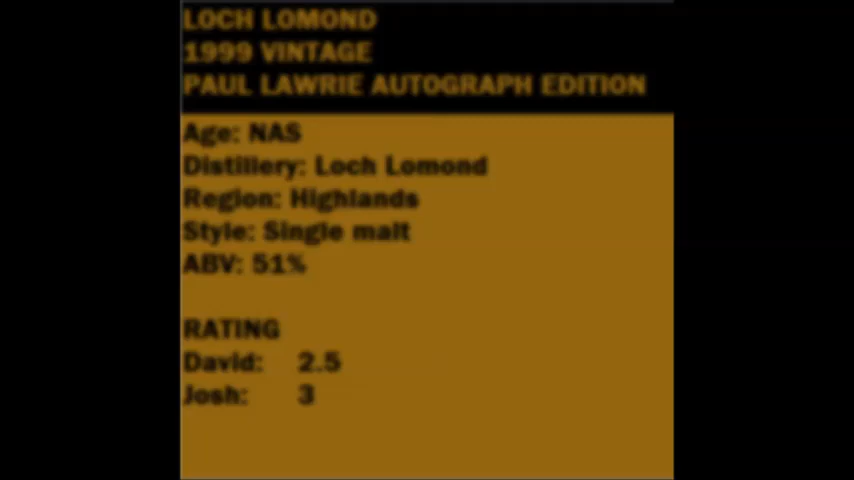 LOCH LOMOND
1999 VINTAGE
PAUL LAWRIE AUTOGRAPH EDITION
Age: NAS
Distillery: Loch Lomond
Region: Highlands
Style: Single malt
ABV: 51%
RATING
David: 2.5
Josh: 3